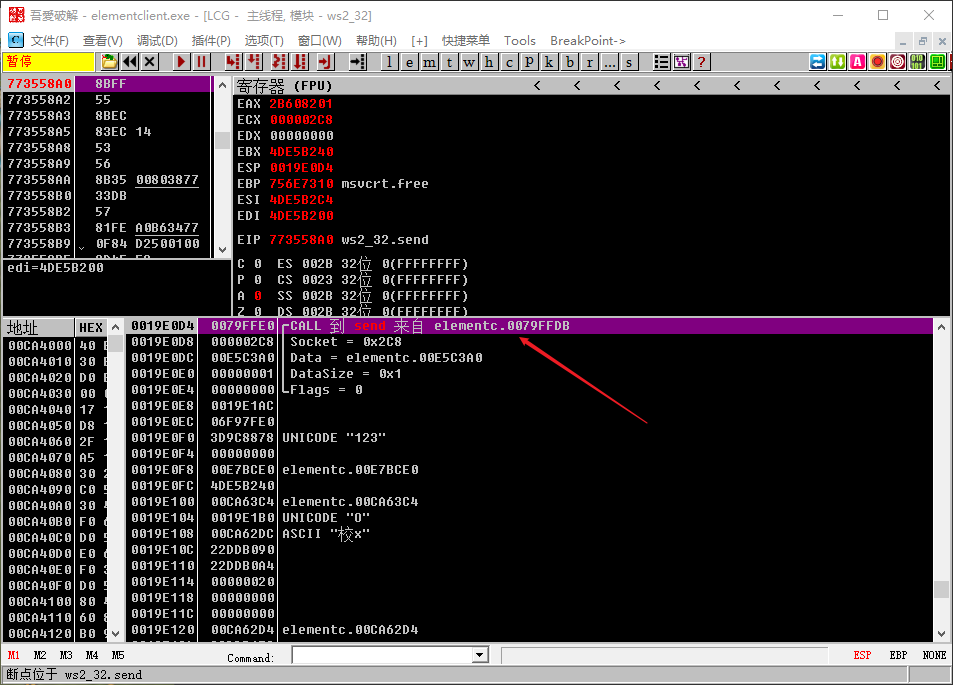 吾愛破解 - elementclient.exe - [LCG - 主线程, 模块 - ws2_32]
文件(F) 查看(V) 调试(D) 插件(P) 选项(T) 窗口(W) 帮助(H) [+] 快捷菜单 Tools BreakPoint->
暂停 l e m t w h c p k b r ... s ?
773558A0 8BFF
773558A2 55
773558A3 8BEC
773558A5 83EC 14
773558A8 53
773558A9 56
773558AA 8B35 00803877
773558B0 33DB
773558B2 57
773558B3 81FE A0B63477
773558B9 0F84 D2500100
edi=4DE5B200
寄存器 (FPU) < < < < < < < < < < <
EAX 2B608201
ECX 000002C8
EDX 00000000
EBX 4DE5B240
ESP 0019E0D4
EBP 756E7310 msvcrt.free
ESI 4DE5B2C4
EDI 4DE5B200
EIP 773558A0 ws2_32.send
C 0 ES 002B 32位 0(FFFFFFFF)
P 0 CS 0023 32位 0(FFFFFFFF)
A 0 SS 002B 32位 0(FFFFFFFF)
Z 0 DS 002B 32位 0(FFFFFFFF)
地址 HEX
00CA4000 40
00CA4010 30
00CA4020 D0
00CA4030 00
00CA4040 17
00CA4050 D8
00CA4060 2F
00CA4070 A5
00CA4080 30
00CA4090 C0
00CA40A0 30
00CA40B0 F0
00CA40C0 D0
00CA40D0 E0
00CA40E0 F0
00CA40F0 D0
00CA4100 80
00CA4110 60
00CA4120 B0
0019E0D4 0079FFE0 CALL 到 send 来自 elementc.0079FFDB
0019E0D8 000002C8 Socket = 0x2C8
0019E0DC 00E5C3A0 Data = elementc.00E5C3A0
0019E0E0 00000001 DataSize = 0x1
0019E0E4 00000000 Flags = 0
0019E0E8 0019E1AC
0019E0EC 06F97FE0
0019E0F0 3D9C8878 UNICODE "123"
0019E0F4 00000000
0019E0F8 00E7BCE0 elementc.00E7BCE0
0019E0FC 4DE5B240
0019E100 00CA63C4 elementc.00CA63C4
0019E104 0019E1B0 UNICODE "O"
0019E108 00CA62DC ASCII "校x"
0019E10C 22DDB090
0019E110 22DDB0A4
0019E114 00000020
0019E118 00000000
0019E11C 00000000
0019E120 00CA62D4 elementc.00CA62D4
M1 M2 M3 M4 M5 Command: ESP EBP NONE
断点位于 ws2_32.send